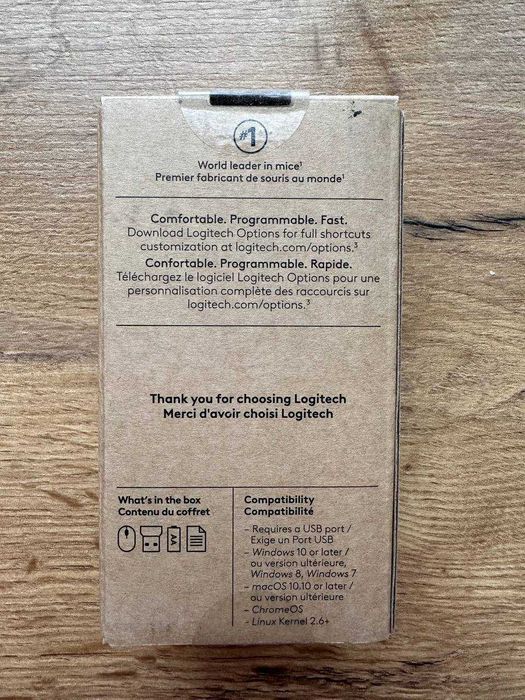 #1
World leader in mice¹
Premier fabricant de souris au monde¹
Comfortable. Programmable. Fast.
Download Logitech Options for full shortcuts
customization at logitech.com/options.³
Confortable. Programmable. Rapide.
Téléchargez le logiciel Logitech Options pour une
personnalisation complète des raccourcis sur
logitech.com/options.³
Thank you for choosing Logitech
Merci d'avoir choisi Logitech
What's in the box
Contenu du coffret
Compatibility
Compatibilité
– Requires a USB port /
Exige un Port USB
– Windows 10 or later /
ou version ultérieure,
Windows 8, Windows 7
– macOS 10.10 or later /
ou version ultérieure
– ChromeOS
– Linux Kernel 2.6+